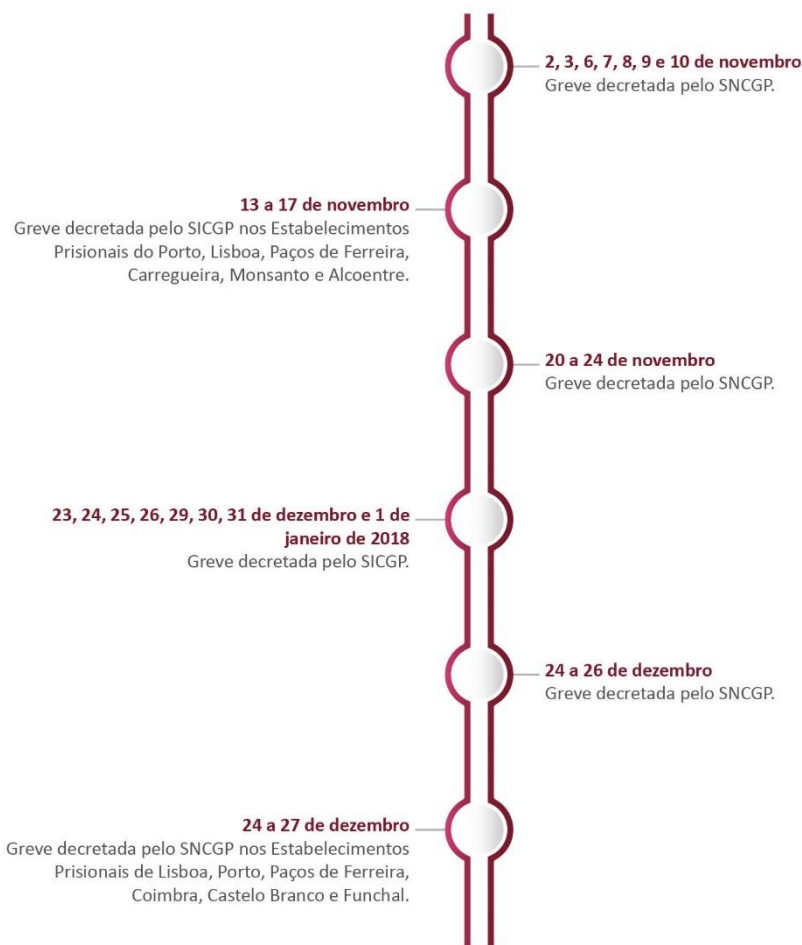 2, 3, 6, 7, 8, 9 e 10 de novembro
Greve decretada pelo SNCGP.
13 a 17 de novembro
Greve decretada pelo SICGP nos Estabelecimentos
Prisionais do Porto, Lisboa, Paços de Ferreira,
Carregueira, Monsanto e Alcoentre.
20 a 24 de novembro
Greve decretada pelo SNCGP.
23, 24, 25, 26, 29, 30, 31 de dezembro e 1 de
janeiro de 2018
Greve decretada pelo SICGP.
24 a 26 de dezembro
Greve decretada pelo SNCGP.
24 a 27 de dezembro
Greve decretada pelo SNCGP nos Estabelecimentos
Prisionais de Lisboa, Porto, Paços de Ferreira,
Coimbra, Castelo Branco e Funchal.